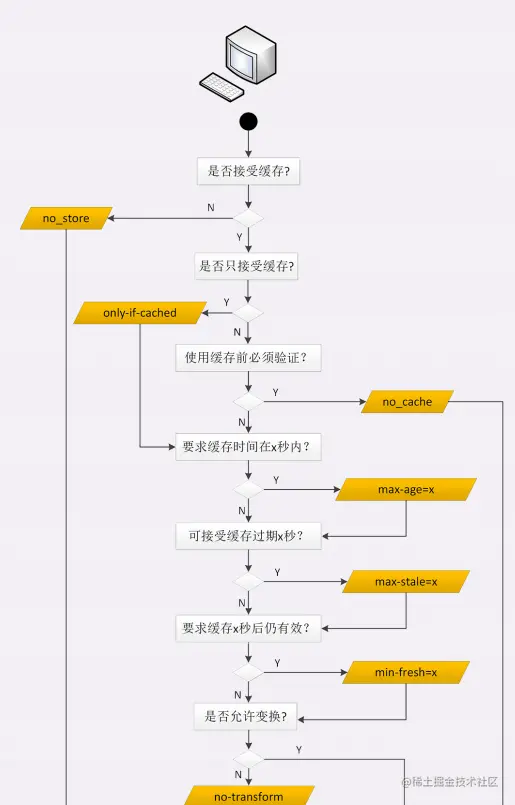 是否接受缓存?
N
no_store
Y
是否只接受缓存?
Y
only-if-cached
N
使用缓存前必须验证?
Y
no_cache
N
要求缓存时间在x秒内?
Y
max-age=x
N
可接受缓存过期x秒?
Y
max-stale=x
N
要求缓存x秒后仍有效?
Y
min-fresh=x
N
是否允许变换?
Y
N
@稀土掘金技术社区
no-transform